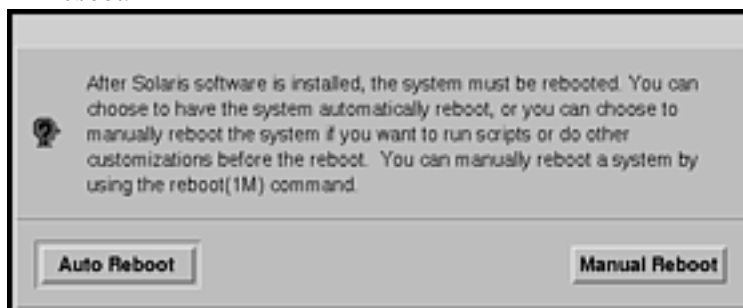 After Solaris software is installed, the system must be rebooted. You can
choose to have the system automatically reboot, or you can choose to
manually reboot the system if you want to run scripts or do other
customizations before the reboot. You can manually reboot a system by
using the reboot(1M) command.
Auto Reboot
Manual Reboot